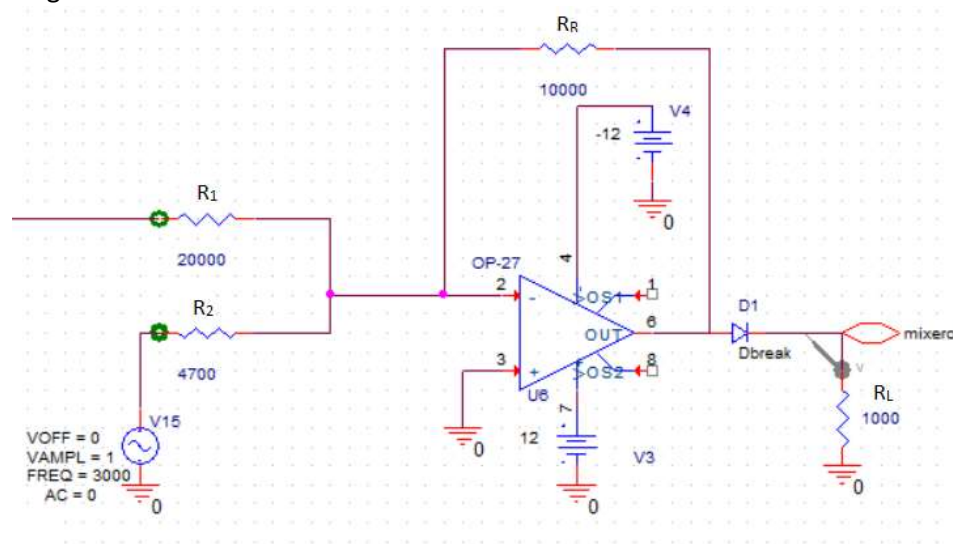 RR
10000
V4
-12
0
R1
20000
OP-27
4
2
-
OS1
1
R2
4700
OUT
6
D1
Dbreak
3
+
OS2
8
U6
7
0
V15
VOFF = 0
VAMPL = 1
FREQ = 3000
AC = 0
0
12
V3
0
v
RL
1000
0